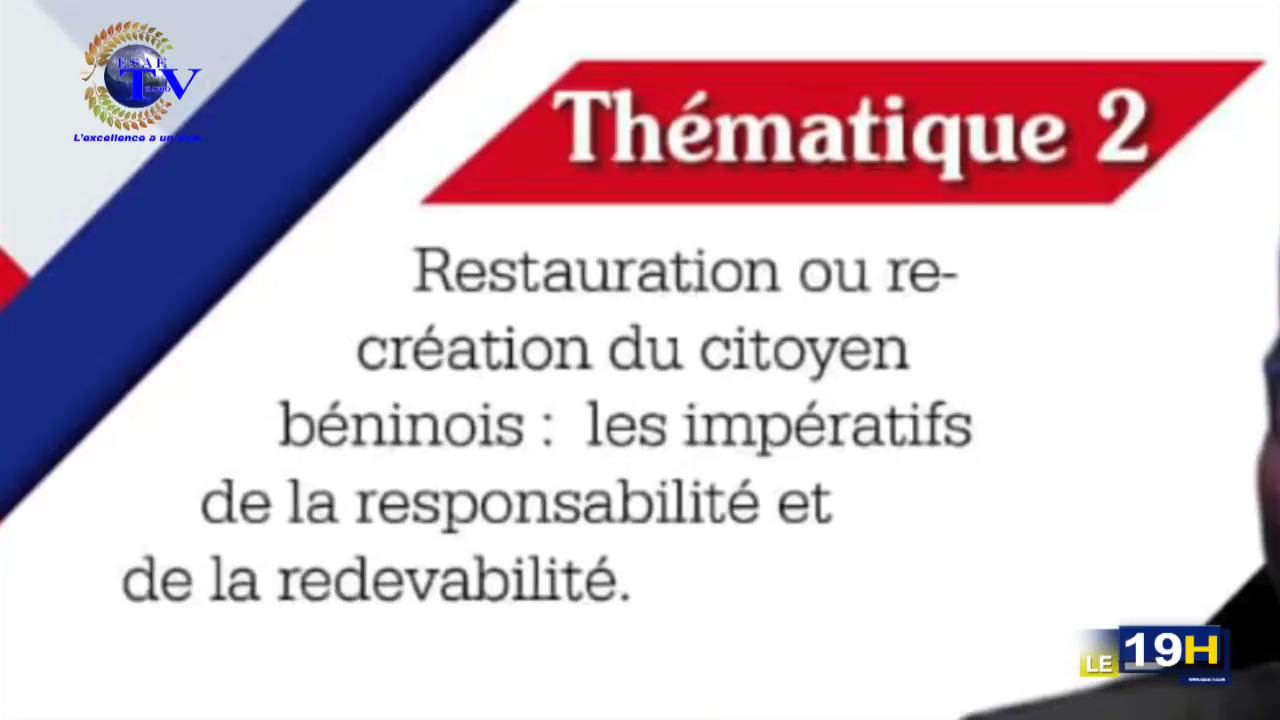 ESAE
TV
L'excellence a un
Thématique 2
Restauration ou re-
création du citoyen
béninois : les impératifs
de la responsabilité et
de la redevabilité.
LE 19H